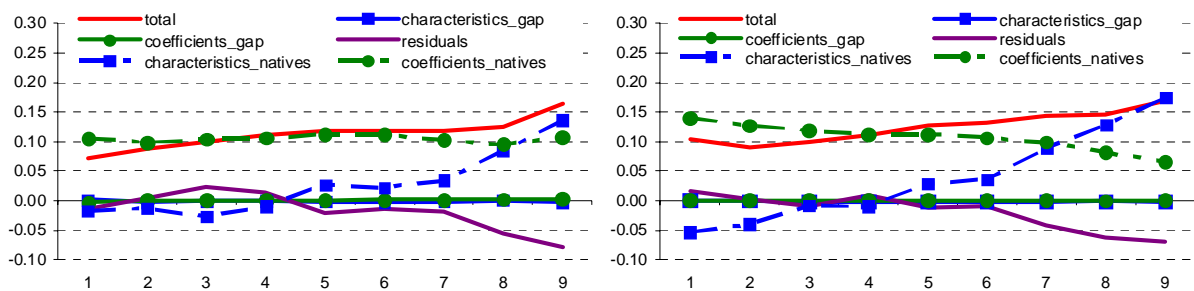 0.30
0.25
0.20
0.15
0.10
0.05
0.00
-0.05
-0.10
total
characteristics_gap
coefficients_gap
residuals
characteristics_natives
coefficients_natives
1 2 3 4 5 6 7 8 9
0.30
0.25
0.20
0.15
0.10
0.05
0.00
-0.05
-0.10
total
characteristics_gap
coefficients_gap
residuals
characteristics_natives
coefficients_natives
1 2 3 4 5 6 7 8 9